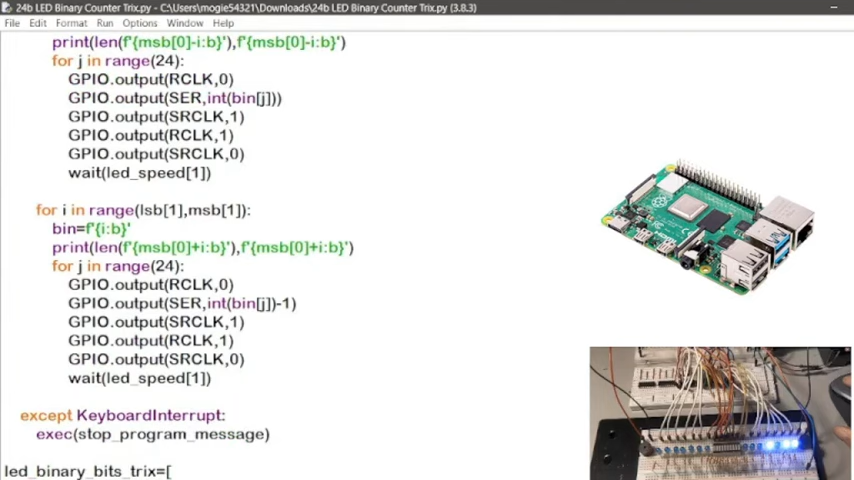 24b LED Binary Counter Trix.py - C:\Users\mogie54321\Downloads\24b LED Binary Counter Trix.py (3.8.3)
File Edit Format Run Options Window Help
print(len(f'{msb[0]-i:b}'),f'{msb[0]-i:b}')
for j in range(24):
GPIO.output(RCLK,0)
GPIO.output(SER,int(bin[j]))
GPIO.output(SRCLK,1)
GPIO.output(RCLK,1)
GPIO.output(SRCLK,0)
wait(led_speed[1])
for i in range(lsb[1],msb[1]):
bin=f'{i:b}'
print(len(f'{msb[0]+i:b}'),f'{msb[0]+i:b}')
for j in range(24):
GPIO.output(RCLK,0)
GPIO.output(SER,int(bin[j])-1)
GPIO.output(SRCLK,1)
GPIO.output(RCLK,1)
GPIO.output(SRCLK,0)
wait(led_speed[1])
except KeyboardInterrupt:
exec(stop_program_message)
led_binary_bits_trix=[